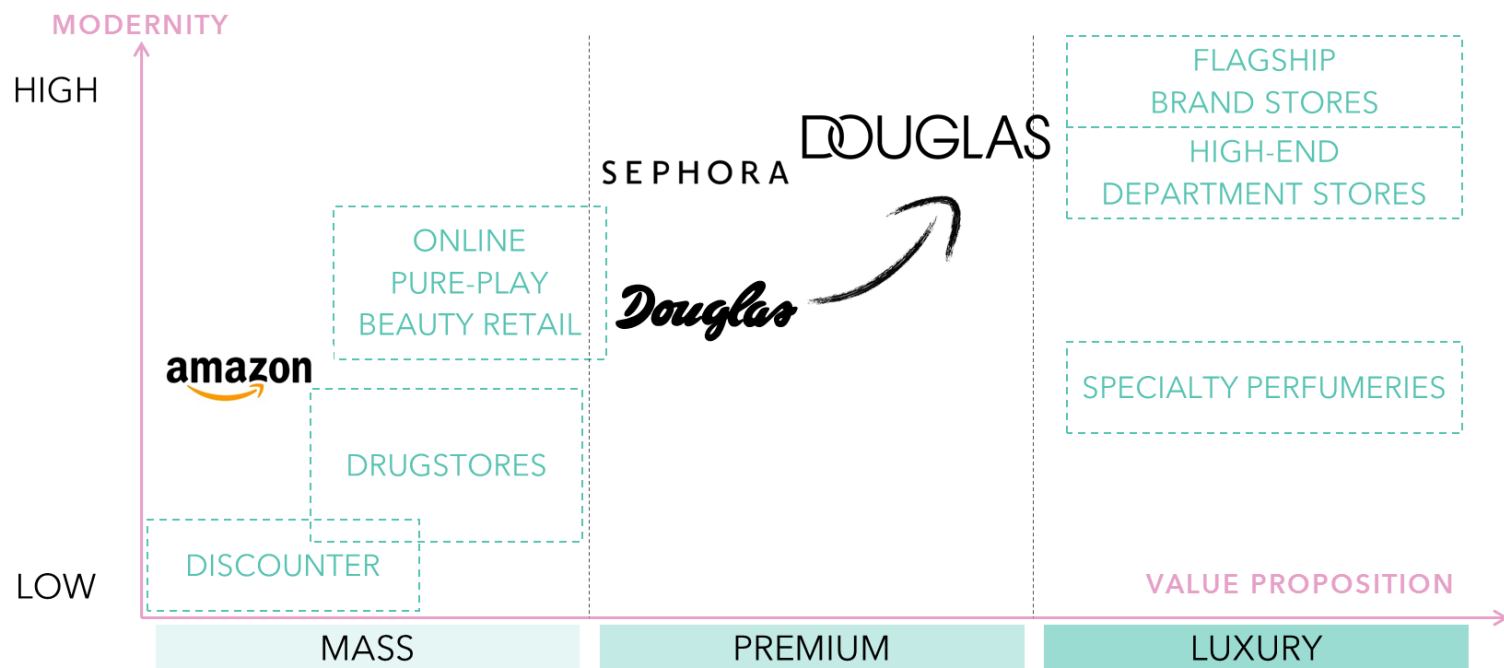 MODERNITY
HIGH
FLAGSHIP
BRAND STORES
DOUGLAS
HIGH-END
DEPARTMENT STORES
SEPHORA
ONLINE
PURE-PLAY
BEAUTY RETAIL
Douglas
amazon
SPECIALTY PERFUMERIES
DRUGSTORES
DISCOUNTER
LOW
VALUE PROPOSITION
MASS
PREMIUM
LUXURY